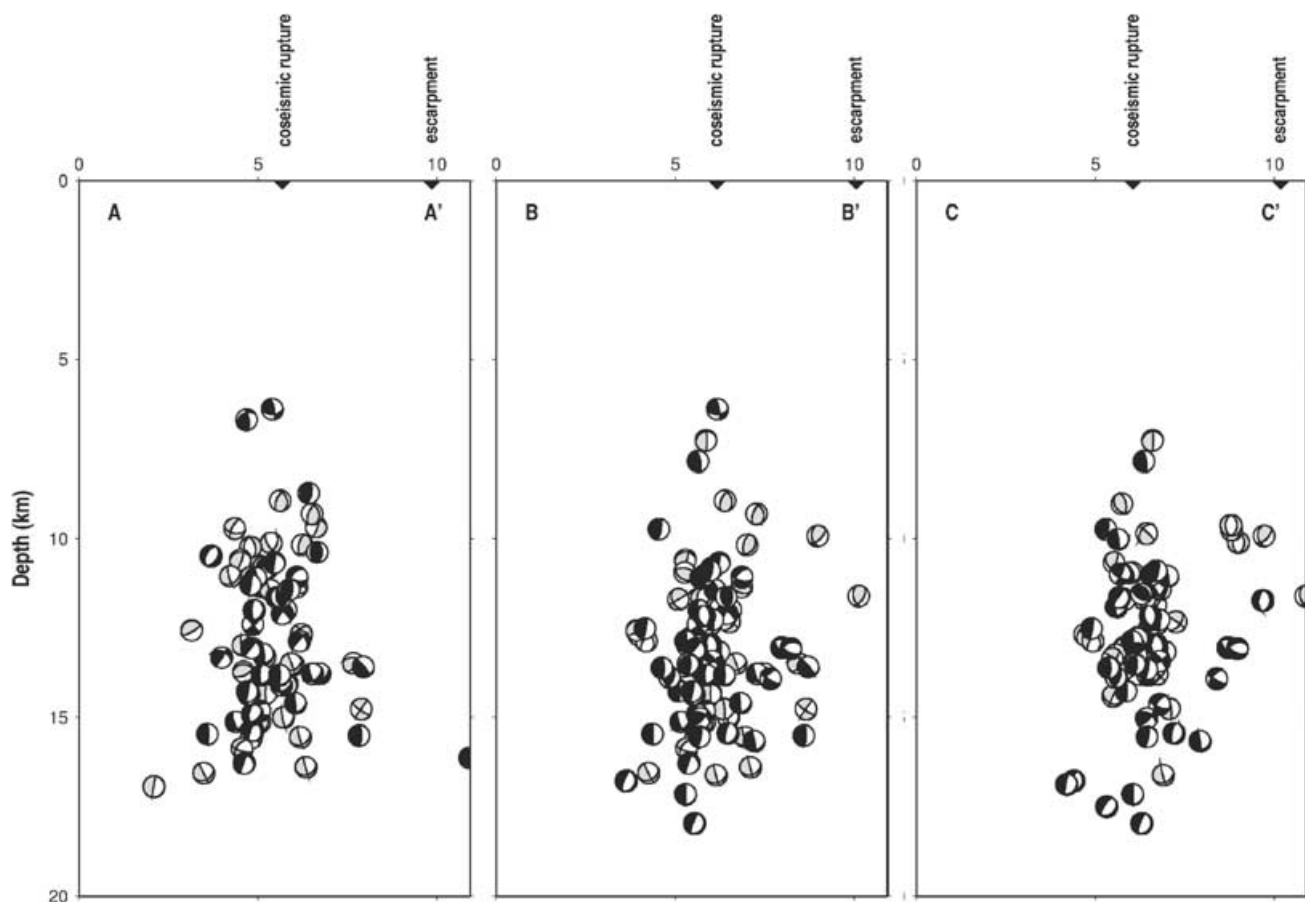 coseismic rupture
escarpment
coseismic rupture
escarpment
coseismic rupture
escarpment
0 5 10
0 5 10
0 5 10
0
5
10
15
20
Depth (km)
A A'
B B'
C C'